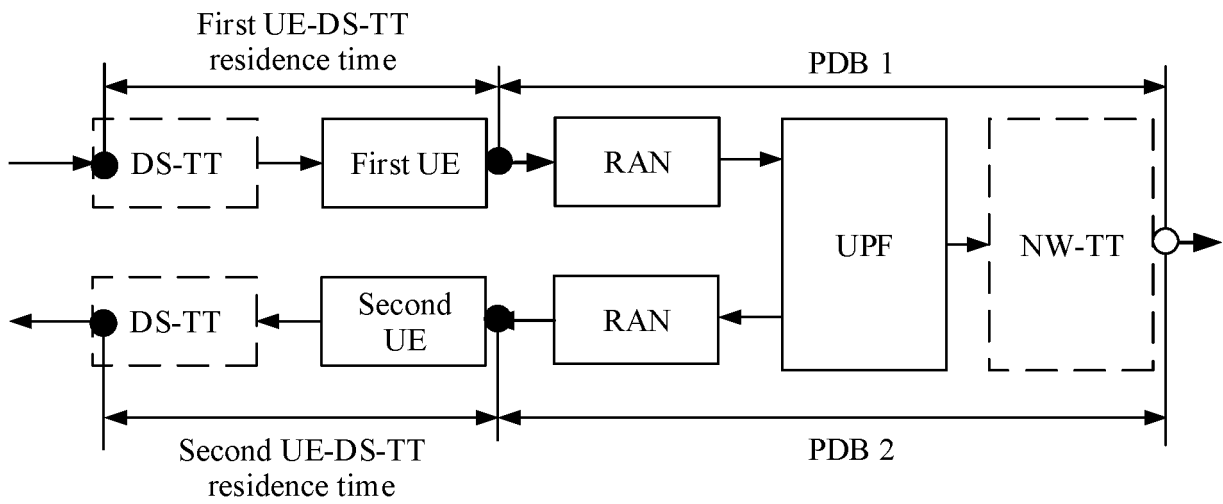 First UE-DS-TT
residence time
PDB 1
DS-TT
First UE
RAN
UPF
NW-TT
DS-TT
Second
UE
RAN
Second UE-DS-TT
residence time
PDB 2